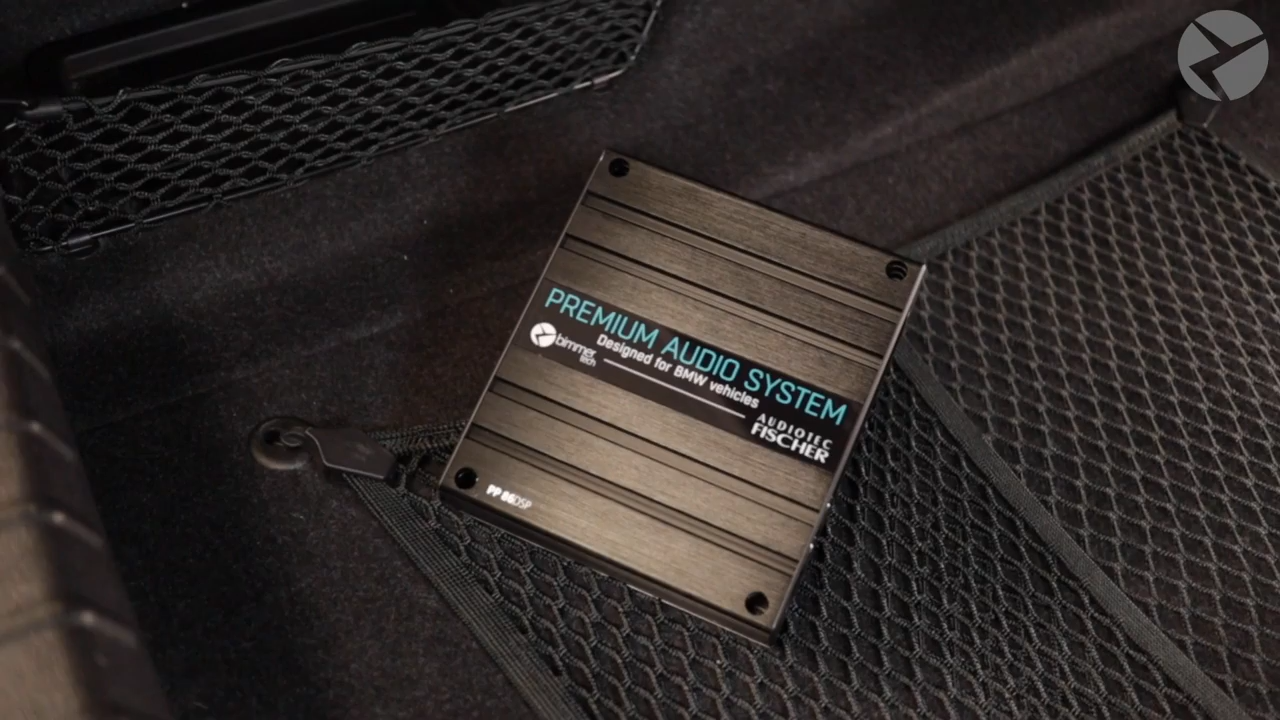 PREMIUM AUDIO SYSTEM
Designed for BMW vehicles
bimmer
tech
AUDIOTEC
FISCHER
PP 86DSP